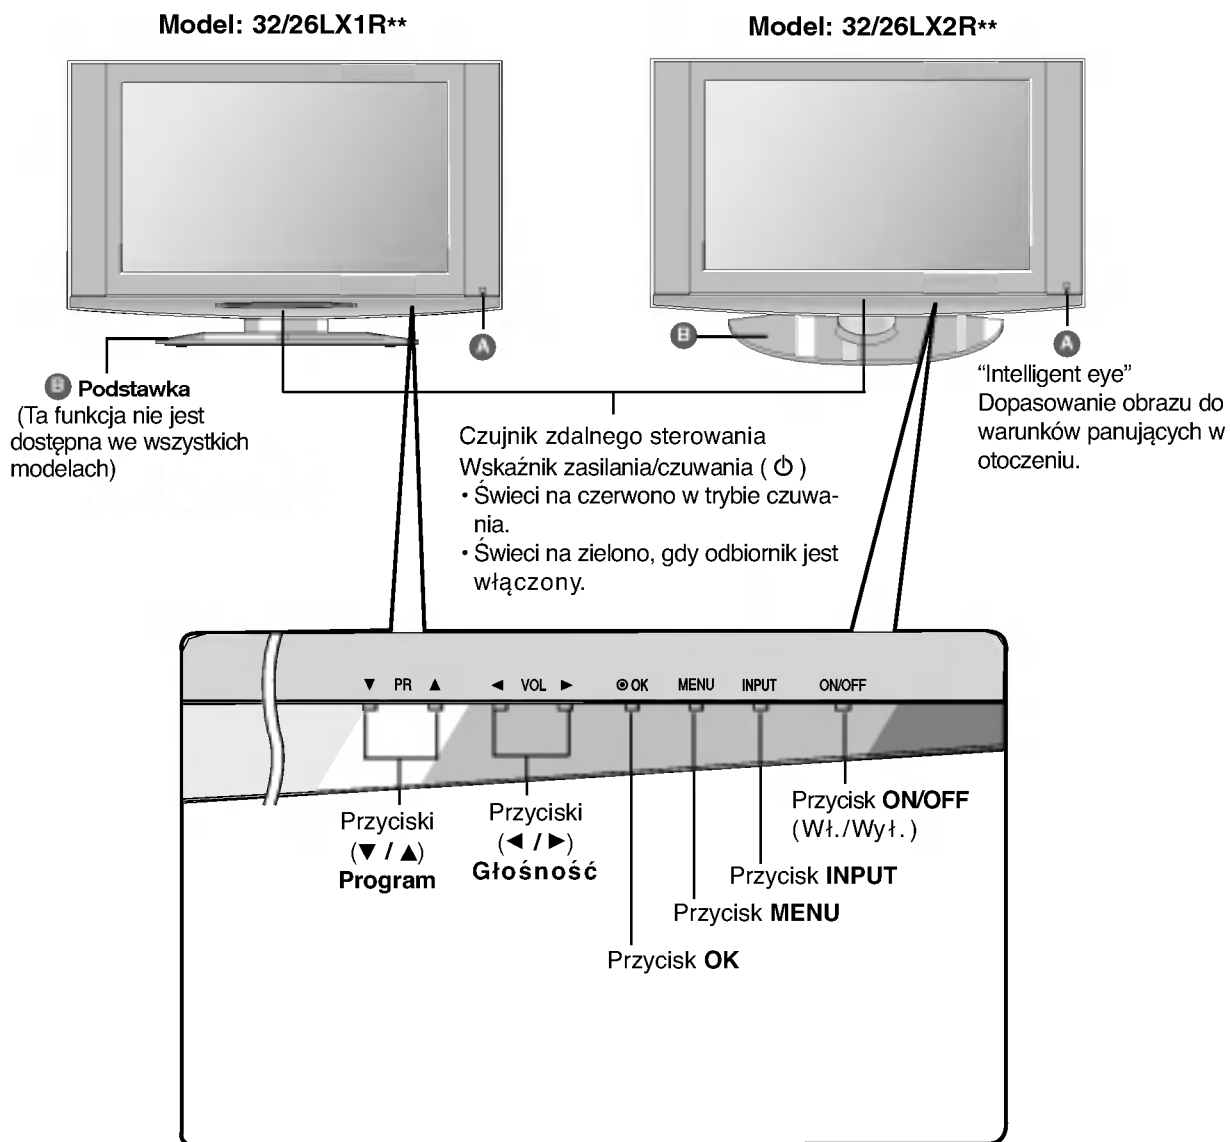 Model: 32/26LX1R**
Model: 32/26LX2R**
A
B
A
B Podstawka
(Ta funkcja nie jest
dostępna we wszystkich
modelach)
"Intelligent eye"
Dopasowanie obrazu do
warunków panujących w
otoczeniu.
Czujnik zdalnego sterowania
Wskaźnik zasilania/czuwania ( ⏻ )
• Świeci na czerwono w trybie czuwa-
nia.
• Świeci na zielono, gdy odbiornik jest
włączony.
▼ PR ▲ ◄ VOL ► ⊙ OK MENU INPUT ON/OFF
Przyciski
(▼ / ▲)
Program
Przyciski
(◄ / ►)
Głośność
Przycisk ON/OFF
(Wł./Wył.)
Przycisk INPUT
Przycisk MENU
Przycisk OK